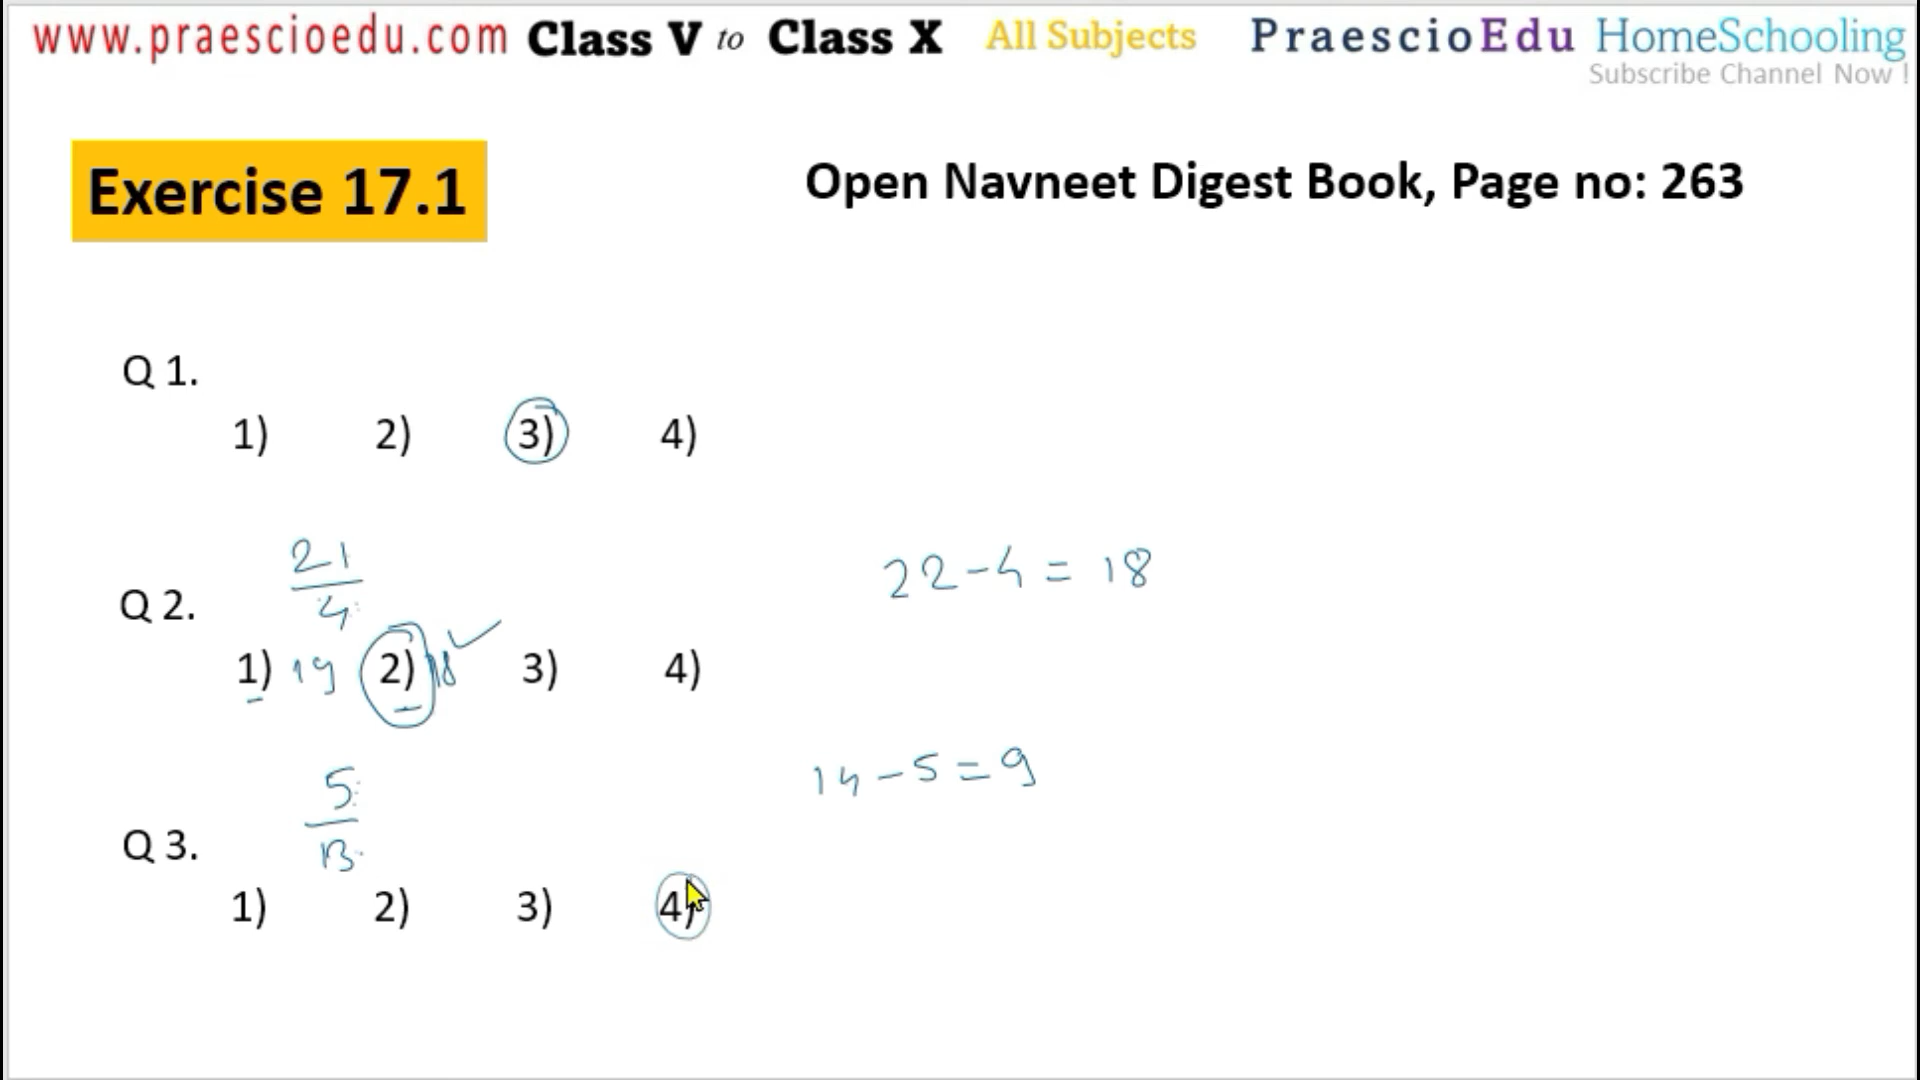 www.praescioedu.com Class V to Class X All Subjects PraescioEdu HomeSchooling
Subscribe Channel Now !
Exercise 17.1
Open Navneet Digest Book, Page no: 263
Q 1.
1) 2) 3) 4)
21
4
22-4 = 18
Q 2.
1) 19 2) 18 3) 4)
5
13
14-5=9
Q 3.
1) 2) 3) 4)